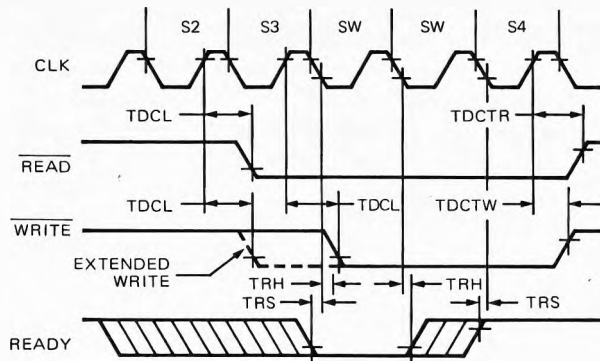 S2 S3 SW SW S4
CLK
TDCL TDCTR
READ
TDCL TDCL TDCTW
WRITE
EXTENDED
WRITE
TRH TRH
TRS TRS
READY